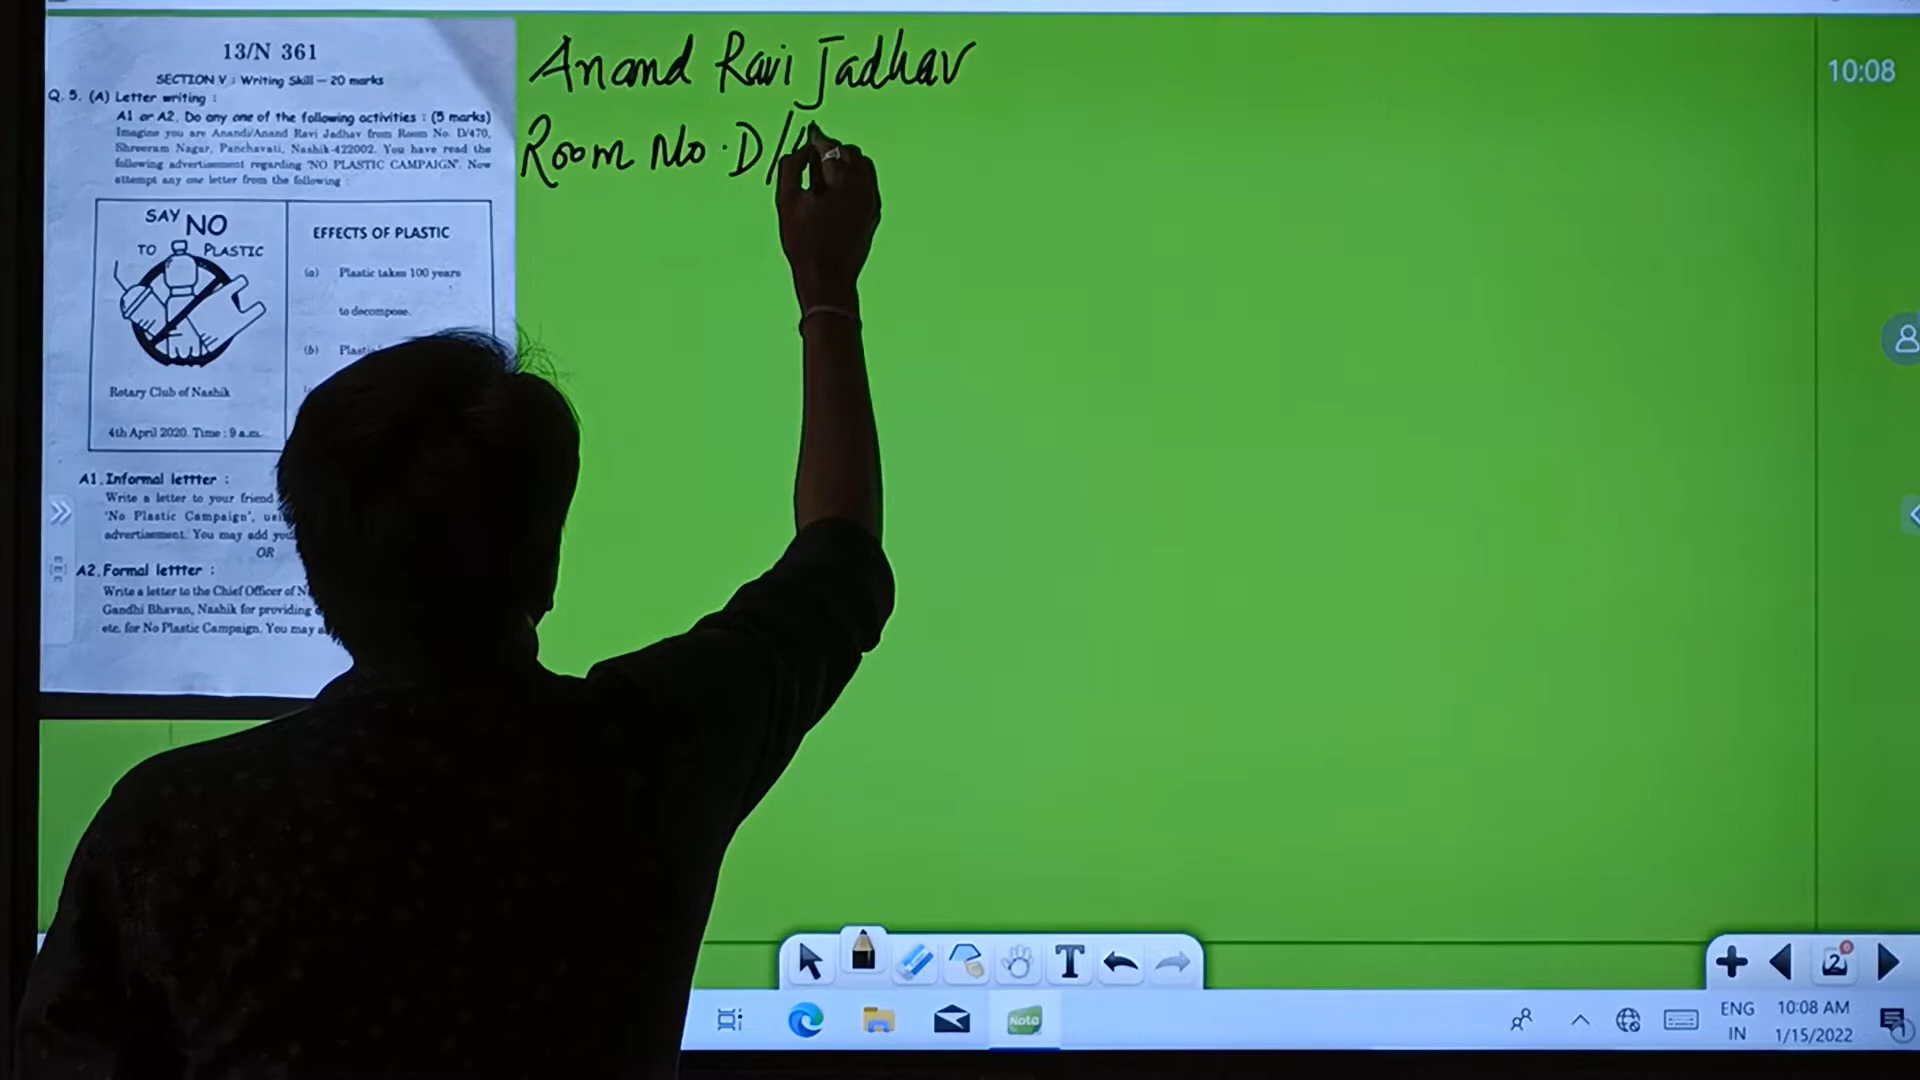 13/N 361
SECTION V : Writing Skill – 20 marks
Q. 5. (A) Letter writing :
A1 or A2. Do any one of the following activities : (5 marks)
Imagine you are Anandi/Anand Ravi Jadhav from Room No. D/470,
Shreeram Nagar, Panchavati, Nashik-422002. You have read the
following advertisement regarding 'NO PLASTIC CAMPAIGN'. Now
attempt any one letter from the following :
SAY NO
TO PLASTIC
Rotary Club of Nashik
4th April 2020. Time : 9 a.m.
EFFECTS OF PLASTIC
(a) Plastic takes 100 years
to decompose.
(b)
A1. Informal lettter :
Write a letter to your friend
'No Plastic Campaign',
advertisement. You may add
OR
A2. Formal lettter :
Write a letter to the Chief Officer of
Gandhi Bhavan, Nashik for providing
etc. for No Plastic Campaign. You may
Anand Ravi Jadhav
Room No. D/
10:08
T
2
Note
ENG
IN
10:08 AM
1/15/2022